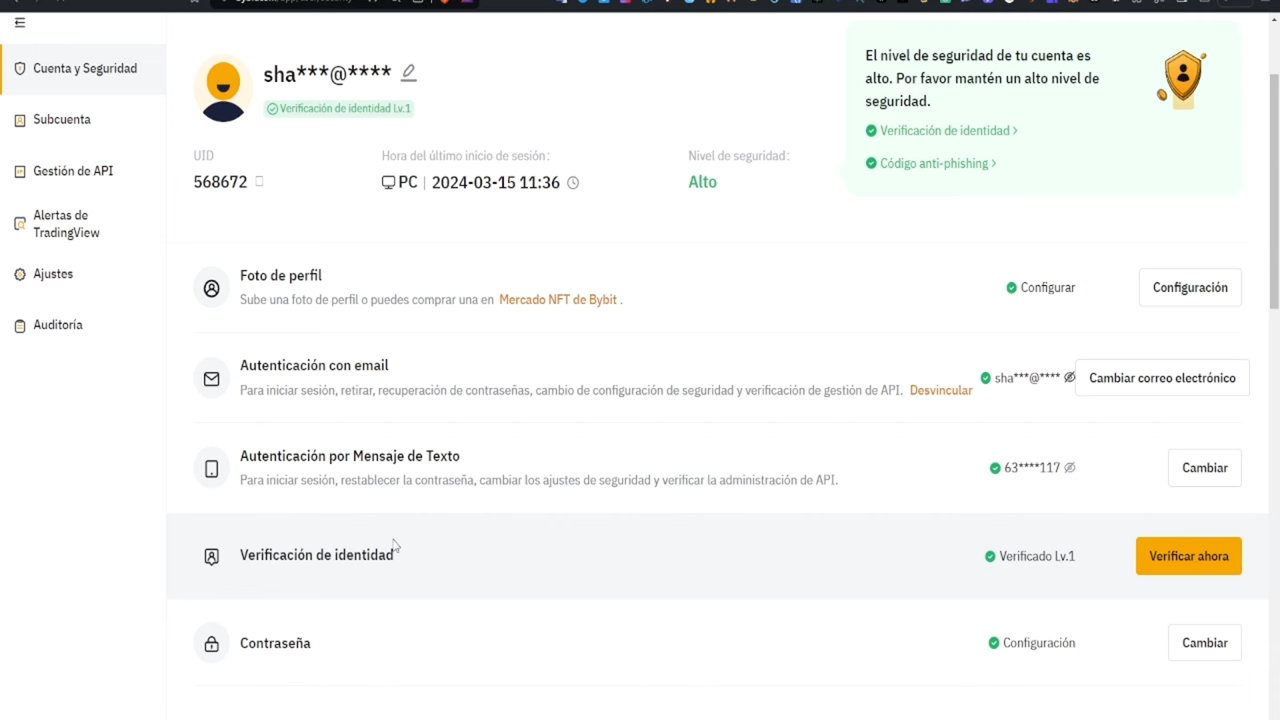 Cuenta y Seguridad
Subcuenta
Gestión de API
Alertas de
TradingView
Ajustes
Auditoría
sha***@****
Verificación de identidad Lv.1
UID
568672
Hora del último inicio de sesión:
PC | 2024-03-15 11:36
Nivel de seguridad:
Alto
El nivel de seguridad de tu cuenta es
alto. Por favor mantén un alto nivel de
seguridad.
Verificación de identidad >
Código anti-phishing >
Foto de perfil
Sube una foto de perfil o puedes comprar una en Mercado NFT de Bybit .
Configurar
Configuración
Autenticación con email
Para iniciar sesión, retirar, recuperación de contraseñas, cambio de configuración de seguridad y verificación de gestión de API. Desvincular
sha***@****
Cambiar correo electrónico
Autenticación por Mensaje de Texto
Para iniciar sesión, restablecer la contraseña, cambiar los ajustes de seguridad y verificar la administración de API.
63****117
Cambiar
Verificación de identidad
Verificado Lv.1
Verificar ahora
Contraseña
Configuración
Cambiar